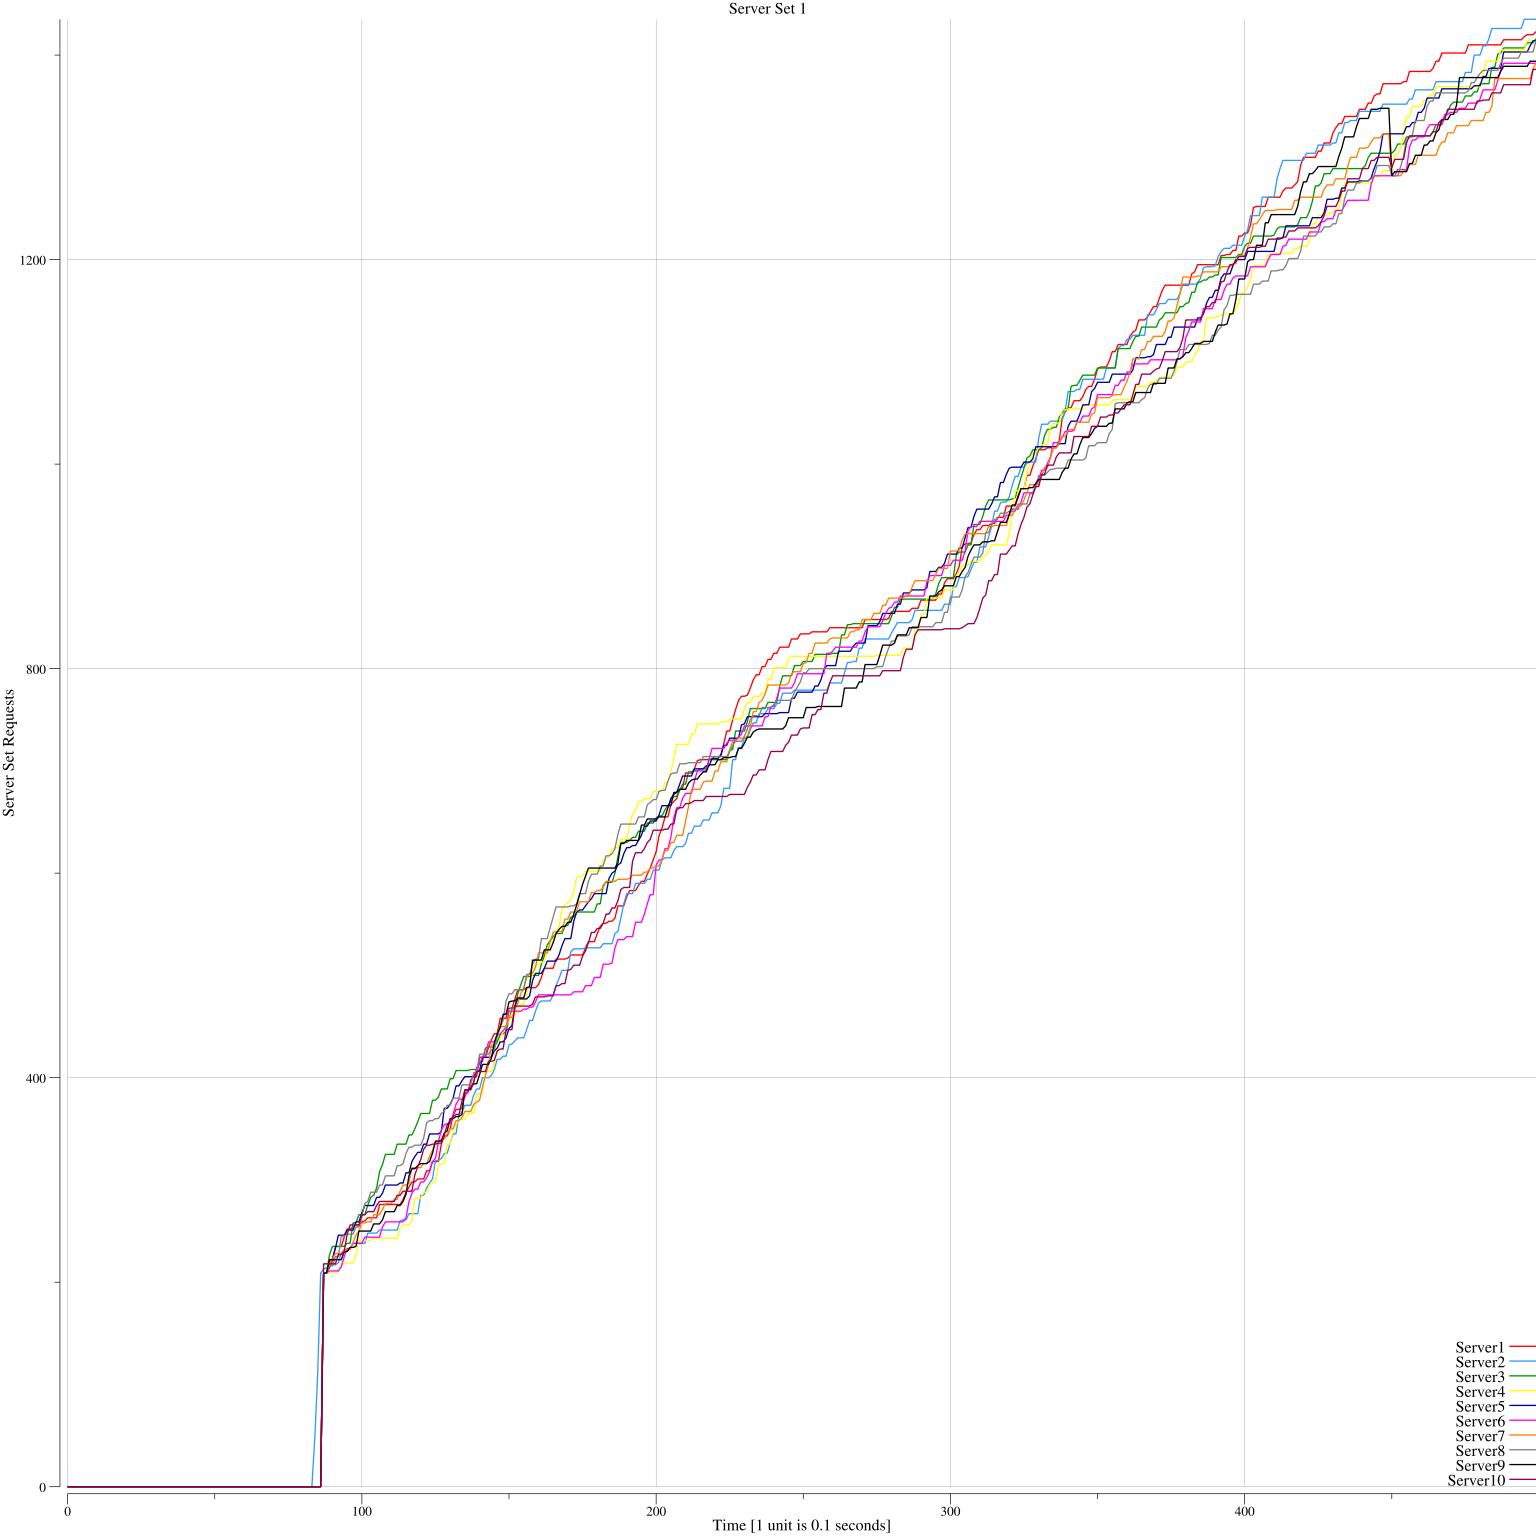 Server Set 1
1200
800
400
0
Server Set Requests
0 100 200 300 400
Time [1 unit is 0.1 seconds]
Server1
Server2
Server3
Server4
Server5
Server6
Server7
Server8
Server9
Server10